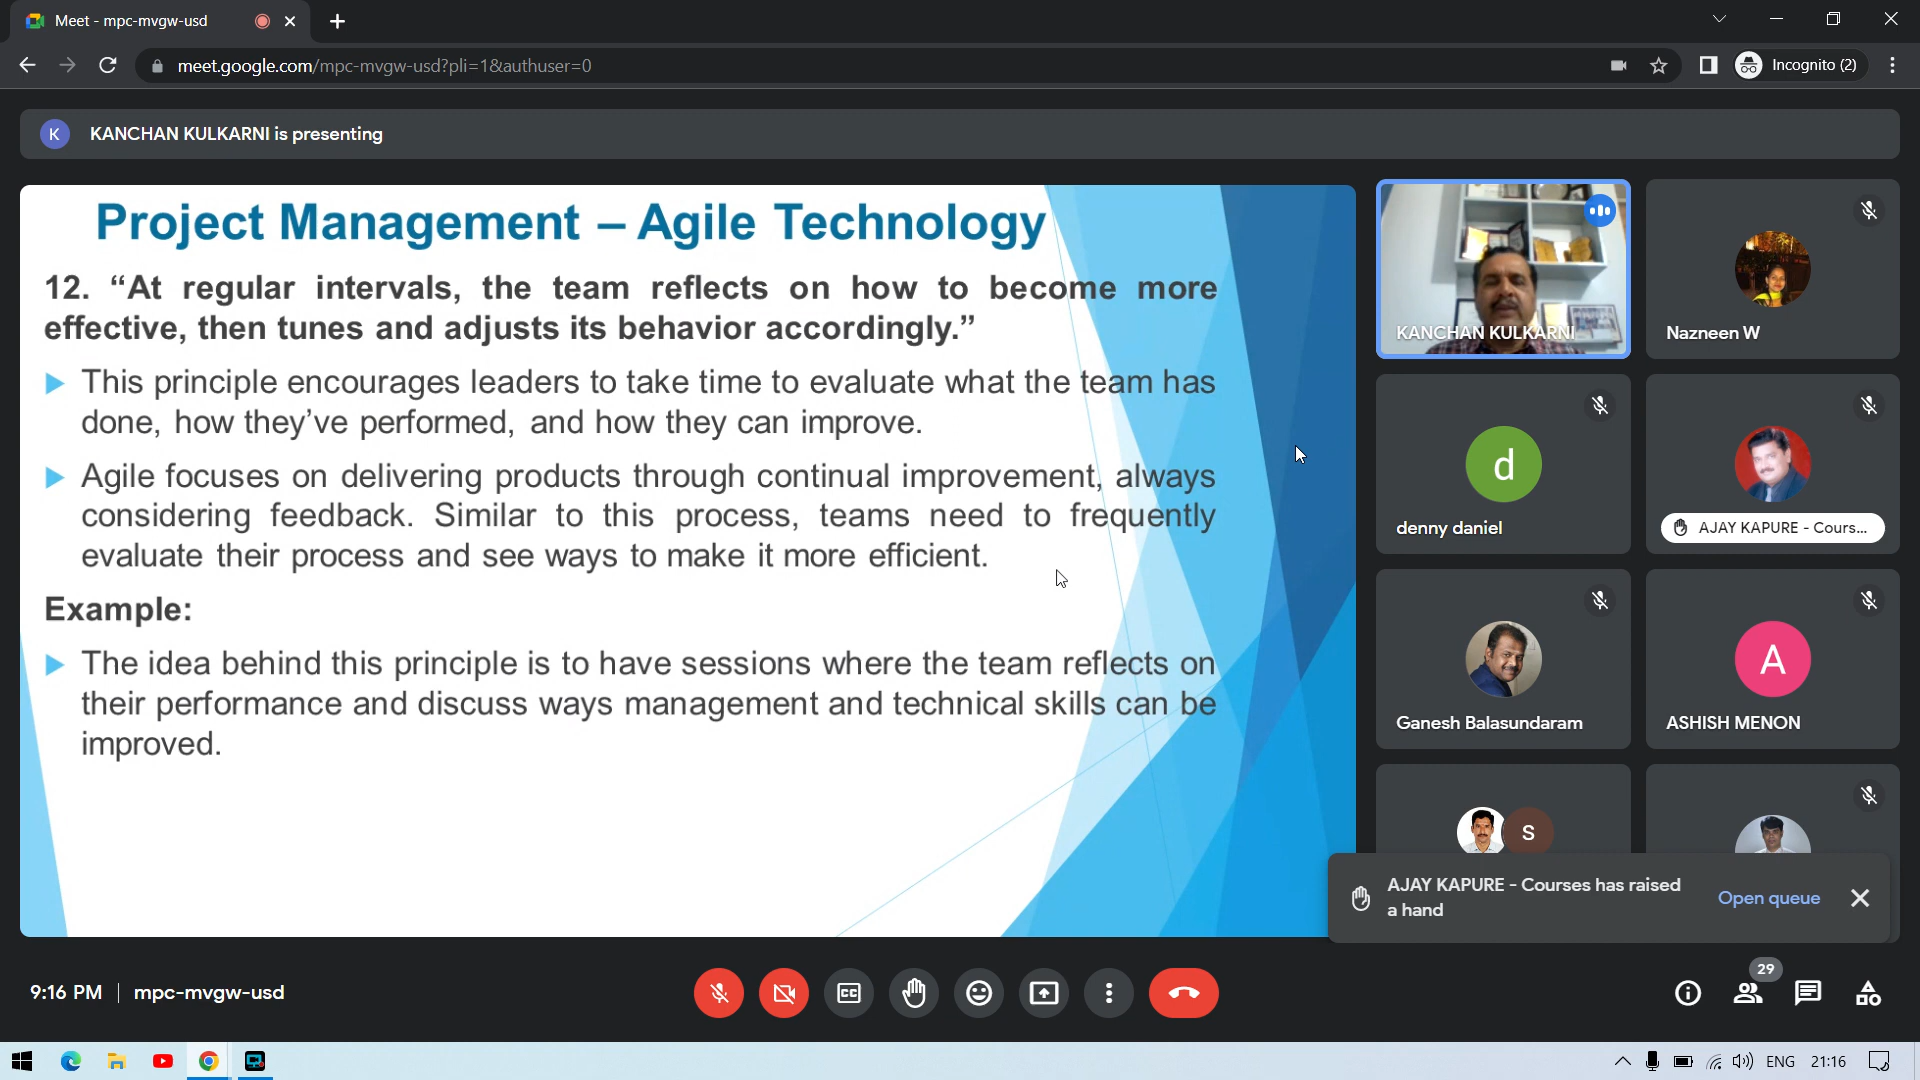 Meet - mpc-mvgw-usd
meet.google.com/mpc-mvgw-usd?pli=1&authuser=0
Incognito (2)
K
KANCHAN KULKARNI is presenting
Project Management – Agile Technology
12. “At regular intervals, the team reflects on how to become more
effective, then tunes and adjusts its behavior accordingly.”
This principle encourages leaders to take time to evaluate what the team has
done, how they’ve performed, and how they can improve.
Agile focuses on delivering products through continual improvement, always
considering feedback. Similar to this process, teams need to frequently
evaluate their process and see ways to make it more efficient.
Example:
The idea behind this principle is to have sessions where the team reflects on
their performance and discuss ways management and technical skills can be
improved.
KANCHAN KULKARNI
Nazneen W
d
denny daniel
AJAY KAPURE - Cours...
Ganesh Balasundaram
A
ASHISH MENON
S
AJAY KAPURE - Courses has raised
a hand
Open queue
9:16 PM | mpc-mvgw-usd
CC
29
ENG
21:16